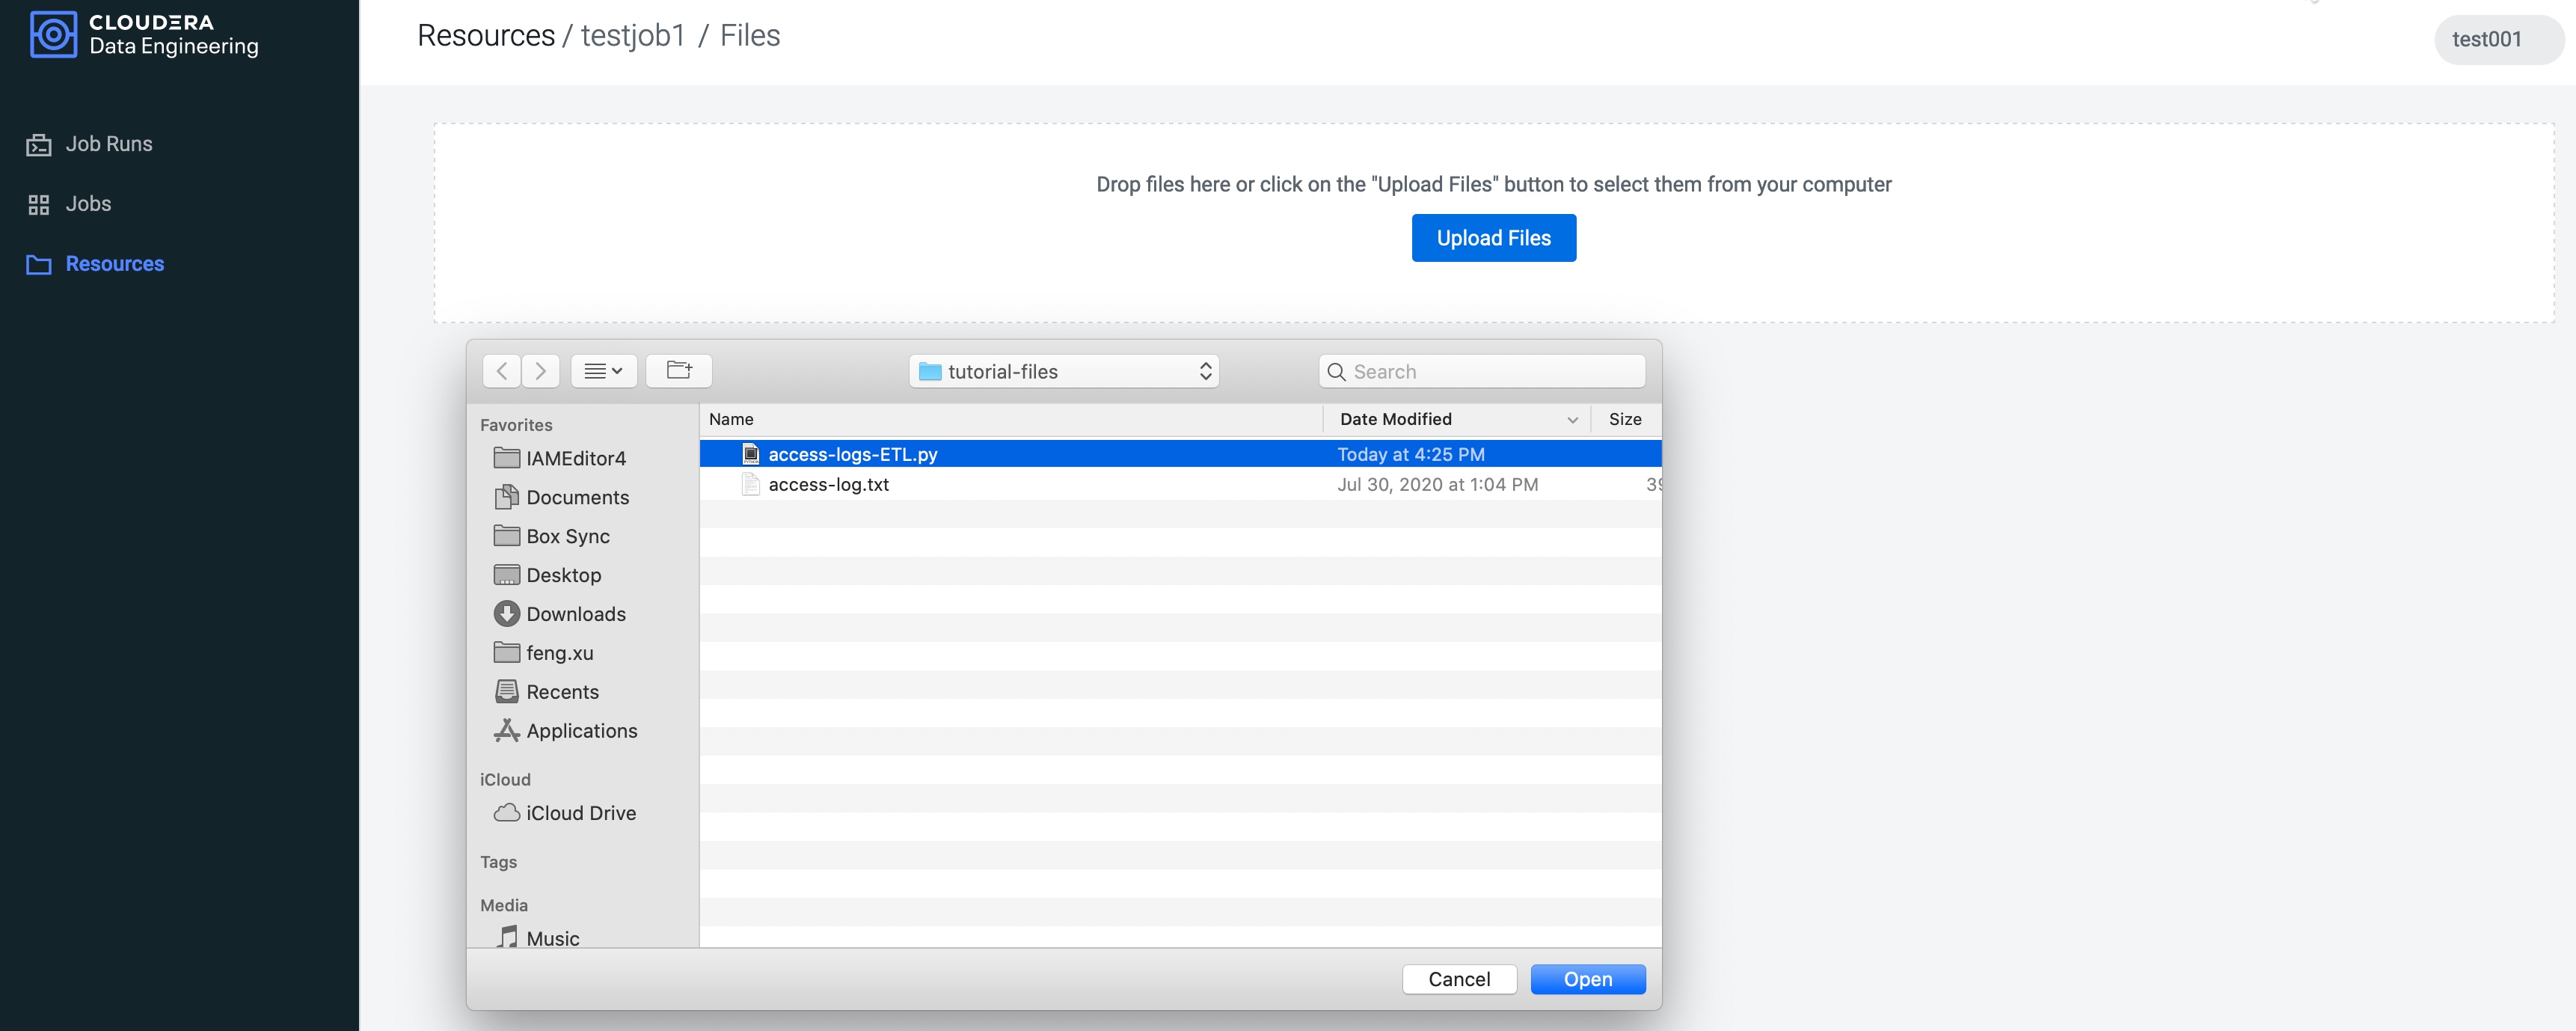 CLOUDERA
Data Engineering
Resources / testjob1 / Files
test001
Job Runs
Jobs
Resources
Drop files here or click on the "Upload Files" button to select them from your computer
Upload Files
tutorial-files
Search
Name
Date Modified
Size
access-logs-ETL.py
Today at 4:25 PM
access-log.txt
Jul 30, 2020 at 1:04 PM
Favorites
IAMEditor4
Documents
Box Sync
Desktop
Downloads
feng.xu
Recents
Applications
iCloud
iCloud Drive
Tags
Media
Music
Cancel
Open